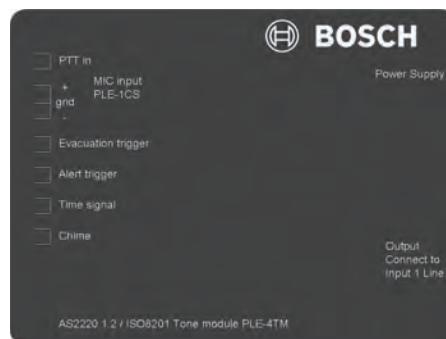 BOSCH
PTT in
+
MIC input
PLE-1CS
grid
-
Power Supply
Evacuation trigger
Alert trigger
Time signal
Chime
Output
Connect to
Input 1 Line
AS2220 1.2 / ISO8201 Tone module PLE-4TM